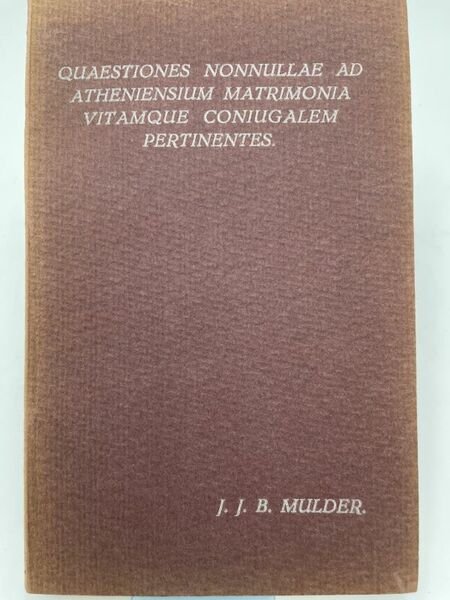 QUAESTIONES NONNULLAE AD
ATHENIENSIUM MATRIMONIA
VITAMQUE CONIUGALEM
PERTINENTES.
J. J. B. MULDER.